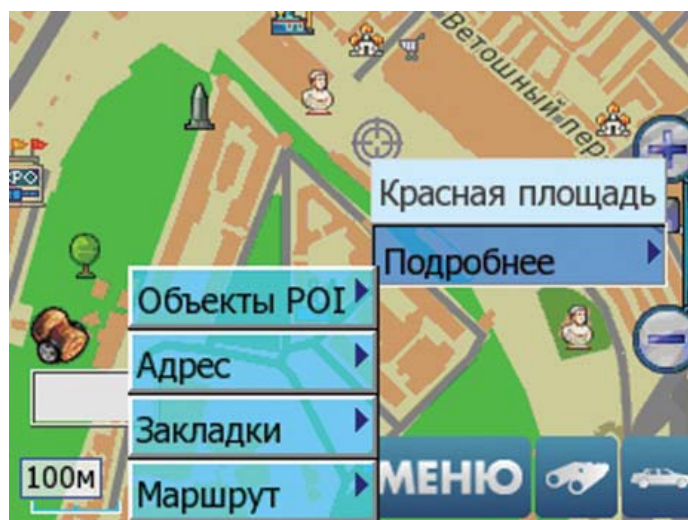 Ветошный пер
Красная площадь
Подробнее
Объекты POI
Адрес
Закладки
Маршрут
100м
МЕНЮ